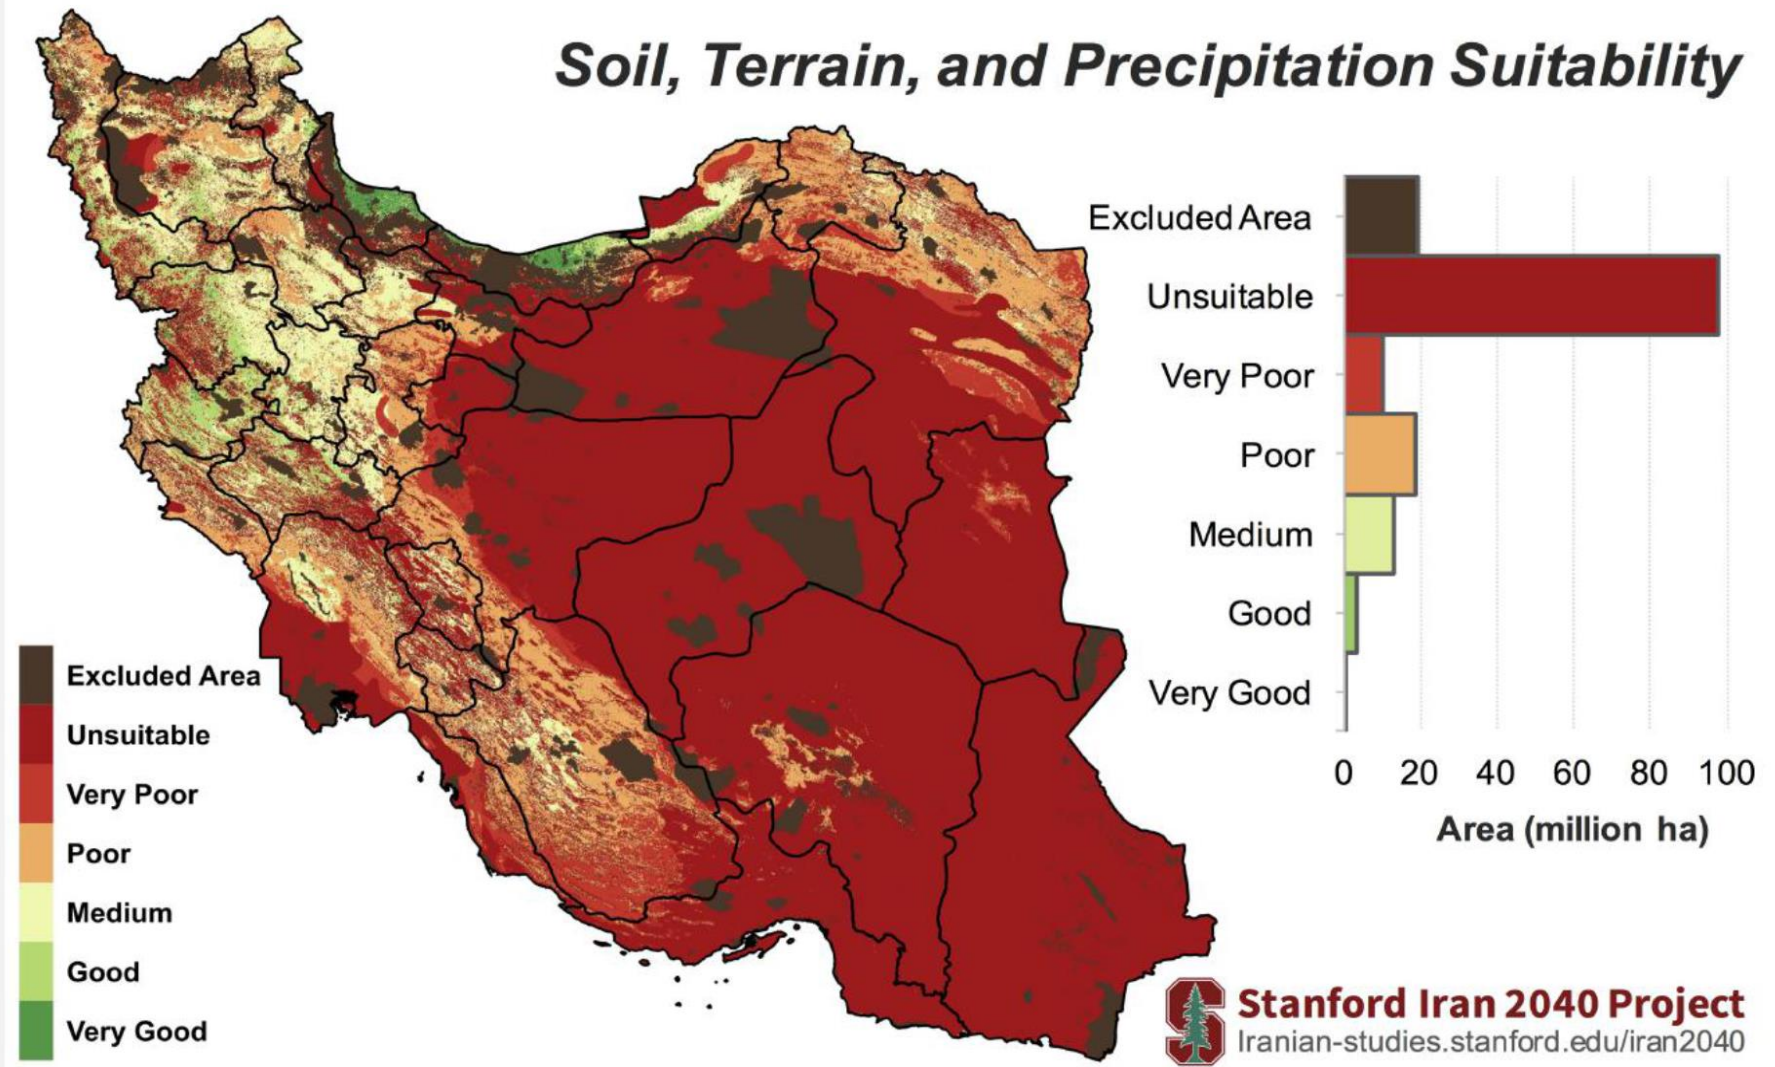 Soil, Terrain, and Precipitation Suitability
Excluded Area
Unsuitable
Very Poor
Poor
Medium
Good
Very Good
0 20 40 60 80 100
Area (million ha)
Excluded Area
Unsuitable
Very Poor
Poor
Medium
Good
Very Good
Stanford Iran 2040 Project
Iranian-studies.stanford.edu/iran2040